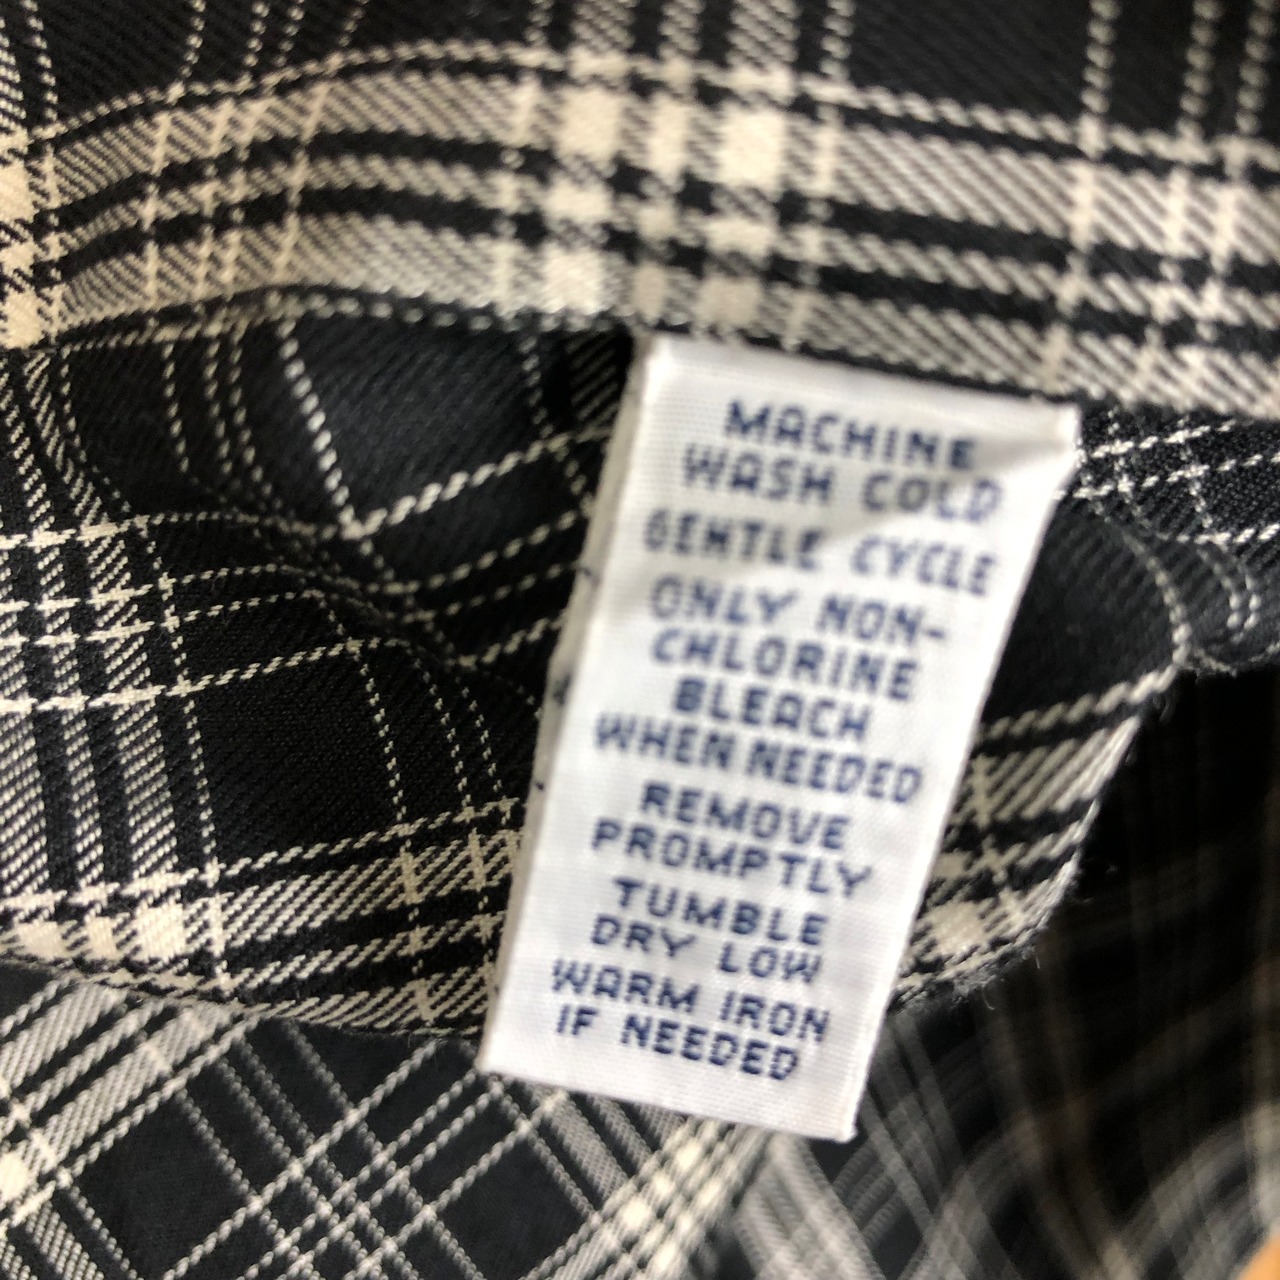 MACHINE
WASH COLD
GENTLE CYCLE
ONLY NON-
CHLORINE
BLEACH
WHEN NEEDED
REMOVE
PROMPTLY
TUMBLE
DRY LOW
WARM IRON
IF NEEDED